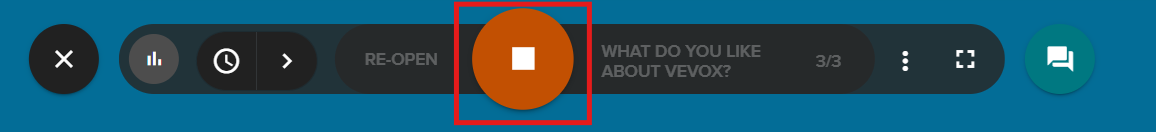 RE-OPEN
WHAT DO YOU LIKE
ABOUT VEVOX?
3/3